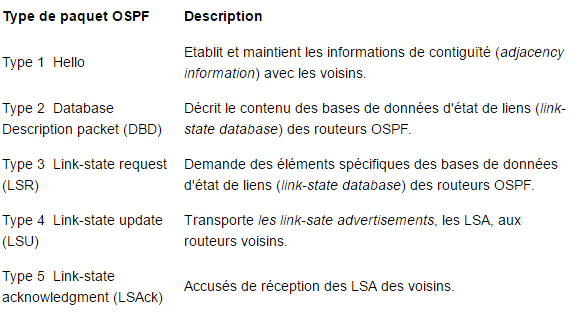 Type de paquet OSPF Description
Type 1 Hello Etablit et maintient les informations de contiguïté (adjacency
information) avec les voisins.
Type 2 Database
Description packet (DBD)
Décrit le contenu des bases de données d'état de liens (link-
state database) des routeurs OSPF.
Type 3 Link-state request
(LSR)
Demande des éléments spécifiques des bases de données
d'état de liens (link-state database) des routeurs OSPF.
Type 4 Link-state update
(LSU)
Transporte les link-sate advertisements, les LSA, aux
routeurs voisins.
Type 5 Link-state
acknowledgment (LSAck)
Accusés de réception des LSA des voisins.